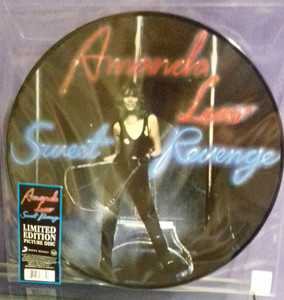 Amanda
Lear
Sweet Revenge
Amanda
Lear
Sweet Revenge
LIMITED
EDITION
PICTURE DISC